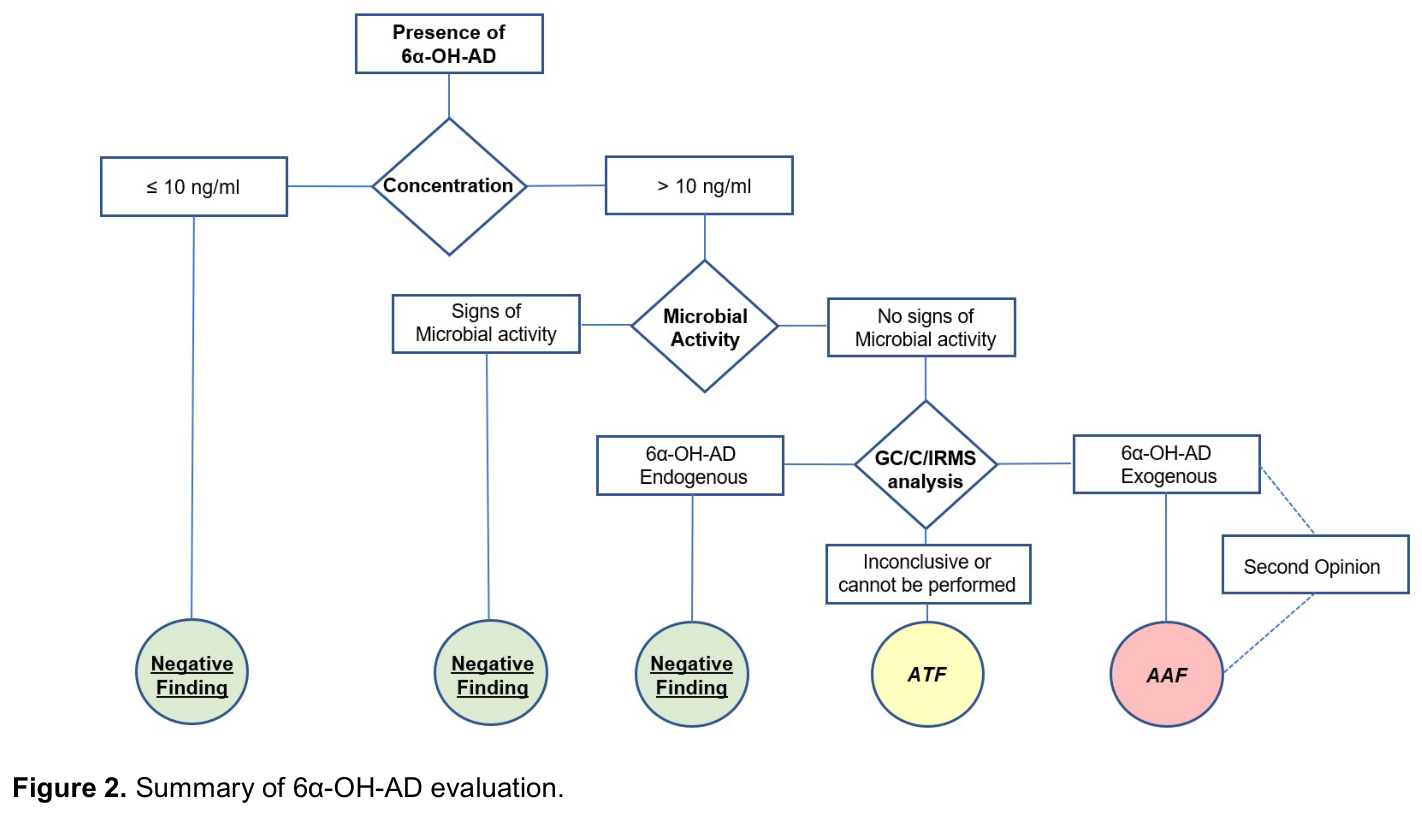 Presence of
6α-OH-AD
≤ 10 ng/ml
Concentration
> 10 ng/ml
Signs of
Microbial activity
Microbial
Activity
No signs of
Microbial activity
6α-OH-AD
Endogenous
GC/C/IRMS
analysis
6α-OH-AD
Exogenous
Inconclusive or
cannot be performed
Second Opinion
Negative
Finding
Negative
Finding
Negative
Finding
ATF
AAF
Figure 2. Summary of 6α-OH-AD evaluation.